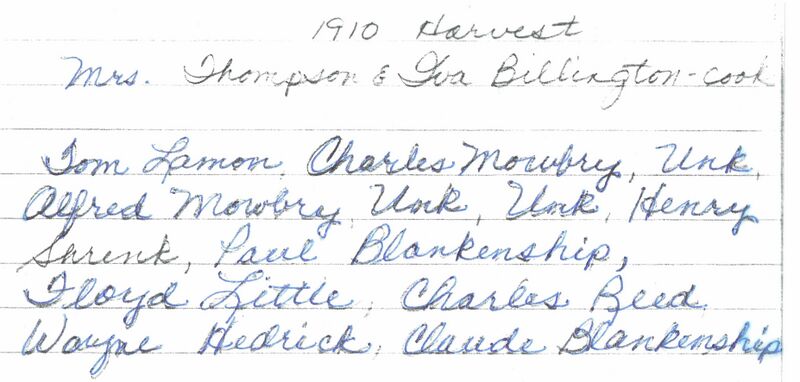 1910 Harvest
Mrs. Thompson & Iva Billington-cook
Tom Lamon, Charles Mowbry, Unk,
Alfred Mowbry, Unk, Unk, Henry
Shrenk, Paul Blankenship,
Floyd Little, Charles Reed
Wayne Hedrick, Claude Blankenship